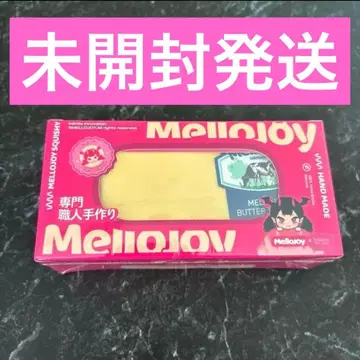 未開封発送
MELLOJOY SQUISHY
Mellojoy
HAND MADE
専門
職人手作り
MEL
BUTTER
Mellojoy
Mellojoy